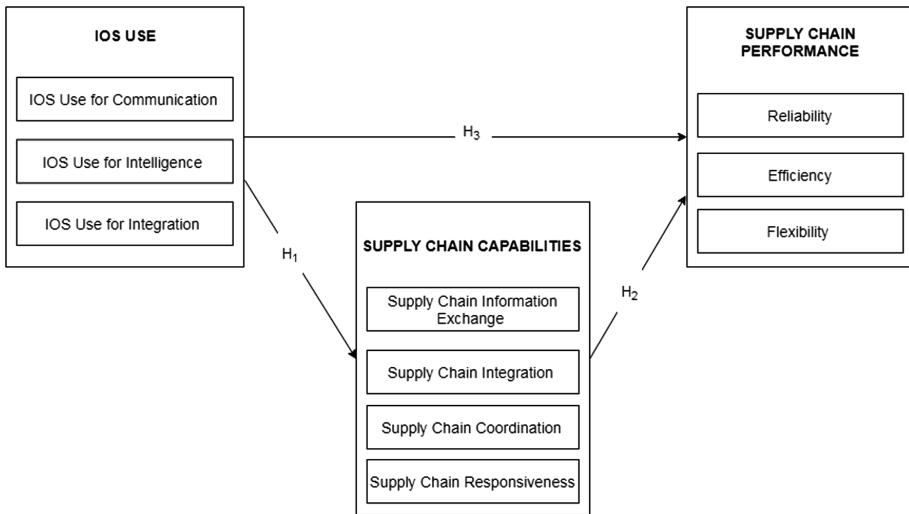 IOS USE
IOS Use for Communication
IOS Use for Intelligence
IOS Use for Integration
H1
H3
SUPPLY CHAIN CAPABILITIES
Supply Chain Information
Exchange
Supply Chain Integration
Supply Chain Coordination
Supply Chain Responsiveness
H2
SUPPLY CHAIN
PERFORMANCE
Reliability
Efficiency
Flexibility